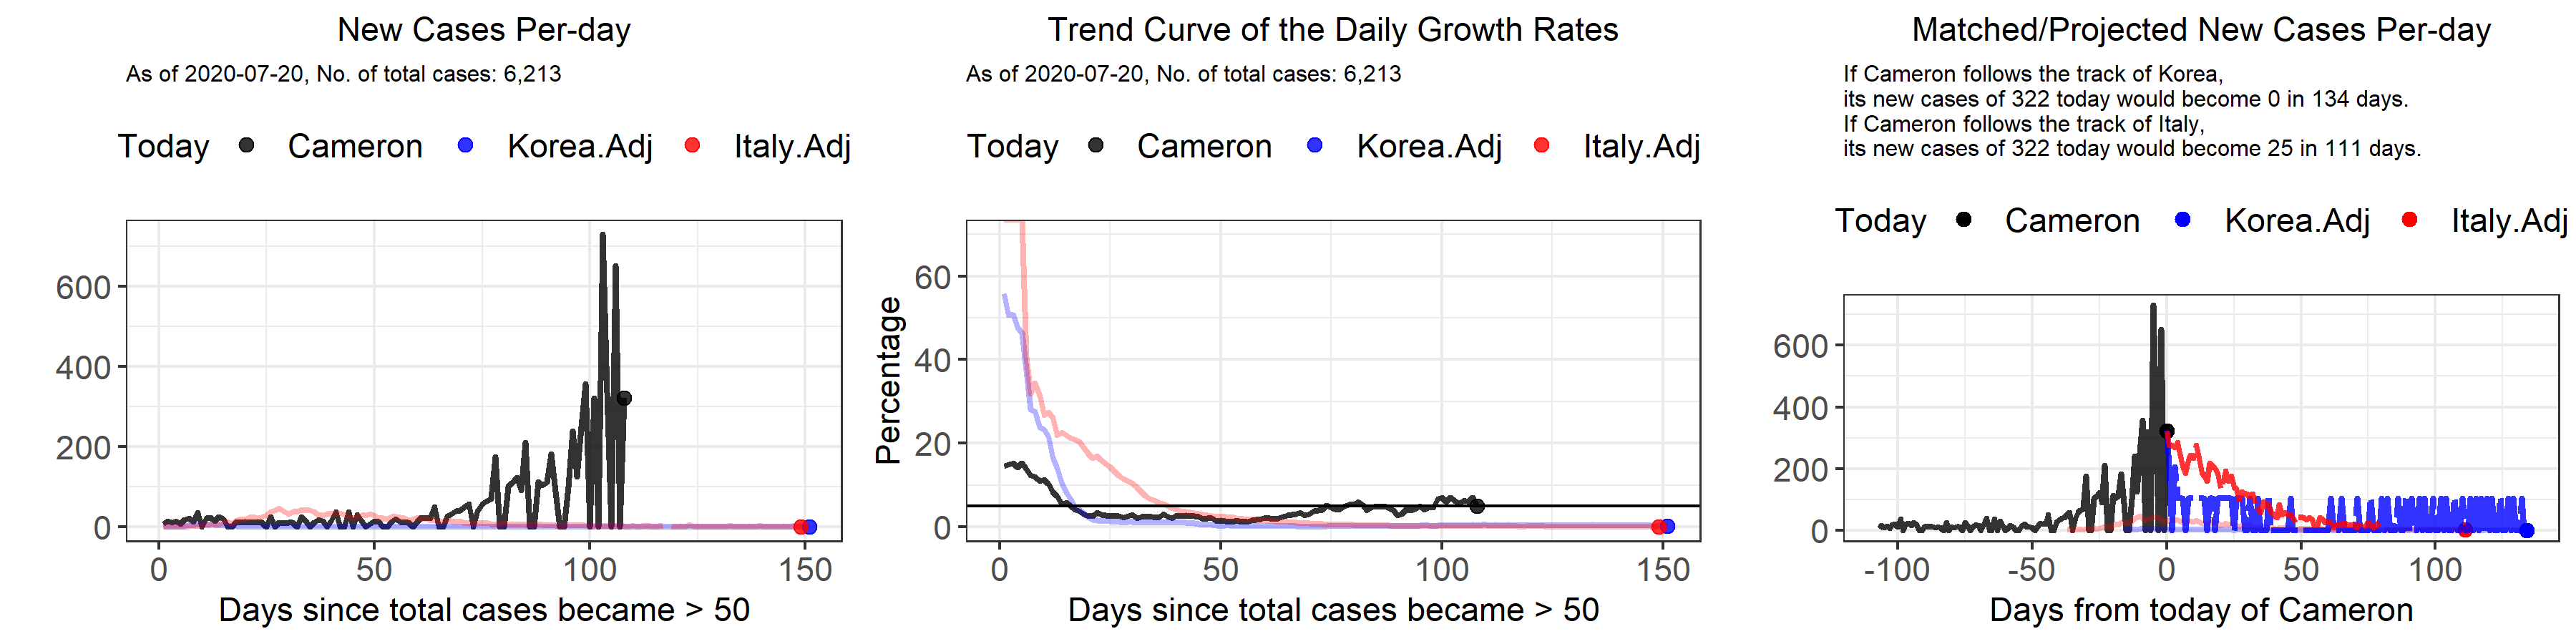 New Cases Per-day
As of 2020-07-20, No. of total cases: 6,213
Today Cameron Korea.Adj Italy.Adj
600
400
200
0
0 50 100 150
Days since total cases became > 50
Trend Curve of the Daily Growth Rates
As of 2020-07-20, No. of total cases: 6,213
Today Cameron Korea.Adj Italy.Adj
Percentage
60
40
20
0
0 50 100 150
Days since total cases became > 50
Matched/Projected New Cases Per-day
If Cameron follows the track of Korea,
its new cases of 322 today would become 0 in 134 days.
If Cameron follows the track of Italy,
its new cases of 322 today would become 25 in 111 days.
Today Cameron Korea.Adj Italy.Adj
600
400
200
0
-100 -50 0 50 100
Days from today of Cameron